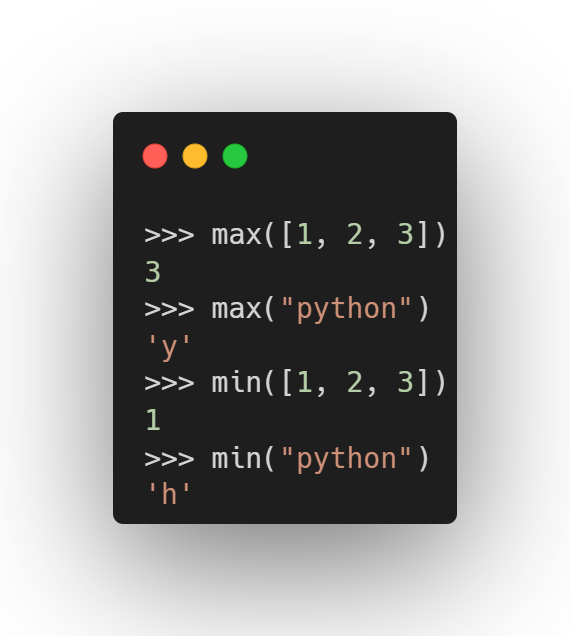 >>> max([1, 2, 3])
3
>>> max("python")
'y'
>>> min([1, 2, 3])
1
>>> min("python")
'h'